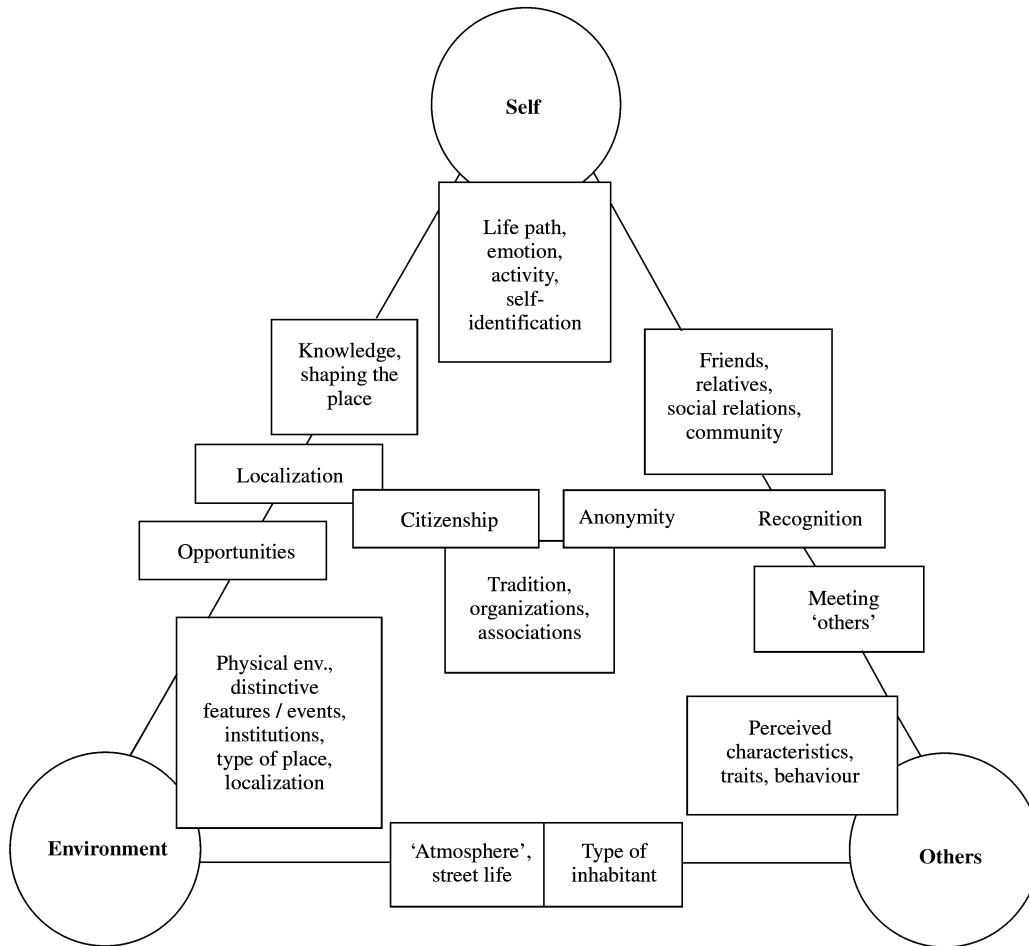 Self
Life path,
emotion,
activity,
self-
identification
Knowledge,
shaping the
place
Friends,
relatives,
social relations,
community
Localization
Citizenship
Anonymity Recognition
Opportunities
Tradition,
organizations,
associations
Meeting
‘others’
Physical env.,
distinctive
features / events,
institutions,
type of place,
localization
Perceived
characteristics,
traits, behaviour
Environment
‘Atmosphere’,
street life
Type of
inhabitant
Others